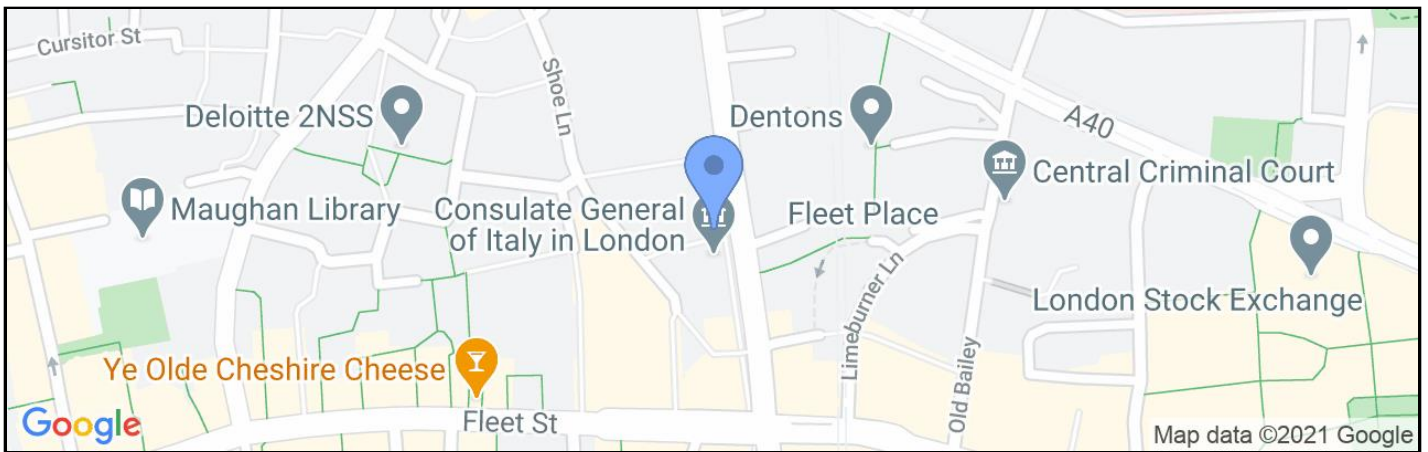 Cursitor St
Shoe Ln
Deloitte 2NSS
Dentons
A40
Central Criminal Court
Maughan Library
Consulate General
of Italy in London
Fleet Place
London Stock Exchange
Limeburner Ln
Old Bailey
Ye Olde Cheshire Cheese
Fleet St
Google
Map data ©2021 Google